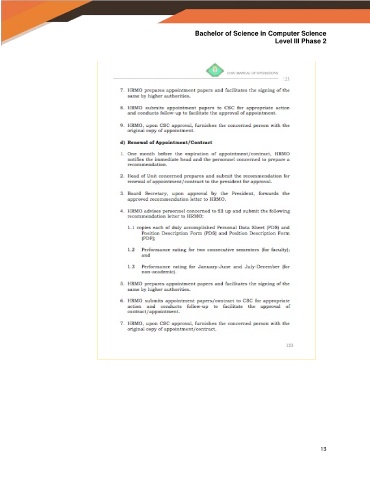 Bachelor of Science in Computer Science
Level III Phase 2
MANUAL OF OPERATIONS
7. HRMO prepares appointment papers and facilitates the signing of the
same by higher authorities.
8. HRMO submits appointment papers to CSC for appropriate action
and conducts follow-up to facilitate the approval of appointment.
9. HRMO, upon CSC approval, furnishes the concerned person with the
original copy of appointment.
d) Renewal of Appointment/Contract
1. One month before the expiration of appointment/contract, HRMO
notifies the immediate head and the personnel concerned to prepare a
recommendation.
2. Head of Unit concerned prepares and submit the recommendation for
renewal of appointment/contract to the president for approval.
3. Board Secretary, upon approval by the President, forwards the
approved recommendation letter to HRMO.
4. HRMO advises personnel concerned to fill up and submit the following
recommendation letter to HRMO:
1.1 copies each of duly accomplished Personal Data Sheet (PDS) and
Position Description Form (PDS) and Position Description Form
(PDF);
1.2 Performance rating for two consecutive semesters (for faculty);
and
1.3 Performance rating for January-June and July-December (for
non-academic).
5. HRMO prepares appointment papers and facilitates the signing of the
same by higher authorities.
6. HRMO submits appointment papers/contract to CSC for appropriate
action and conducts follow-up to facilitate the approval of
contract/appointment.
7. HRMO, upon CSC approval, furnishes the concerned person with the
original copy of appointment/contract.
13